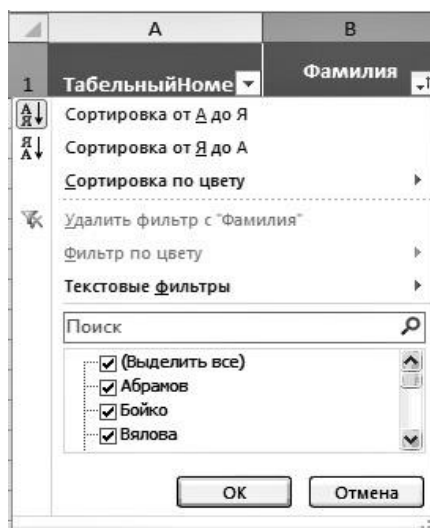 A B
1 ТабельныйНоме Фамилия
Сортировка от А до Я
Сортировка от Я до А
Сортировка по цвету
Удалить фильтр с "Фамилия"
Фильтр по цвету
Текстовые фильтры
Поиск
(Выделить все)
Абрамов
Бойко
Вялова
ОК Отмена